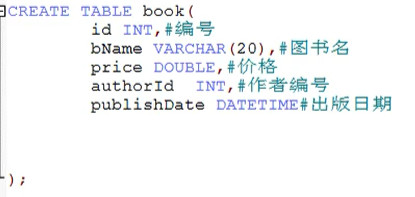 CREATE TABLE book(
id INT,#编号
bName VARCHAR(20),#图书名
price DOUBLE,#价格
authorId  INT,#作者编号
publishDate DATETIME#出版日期
);